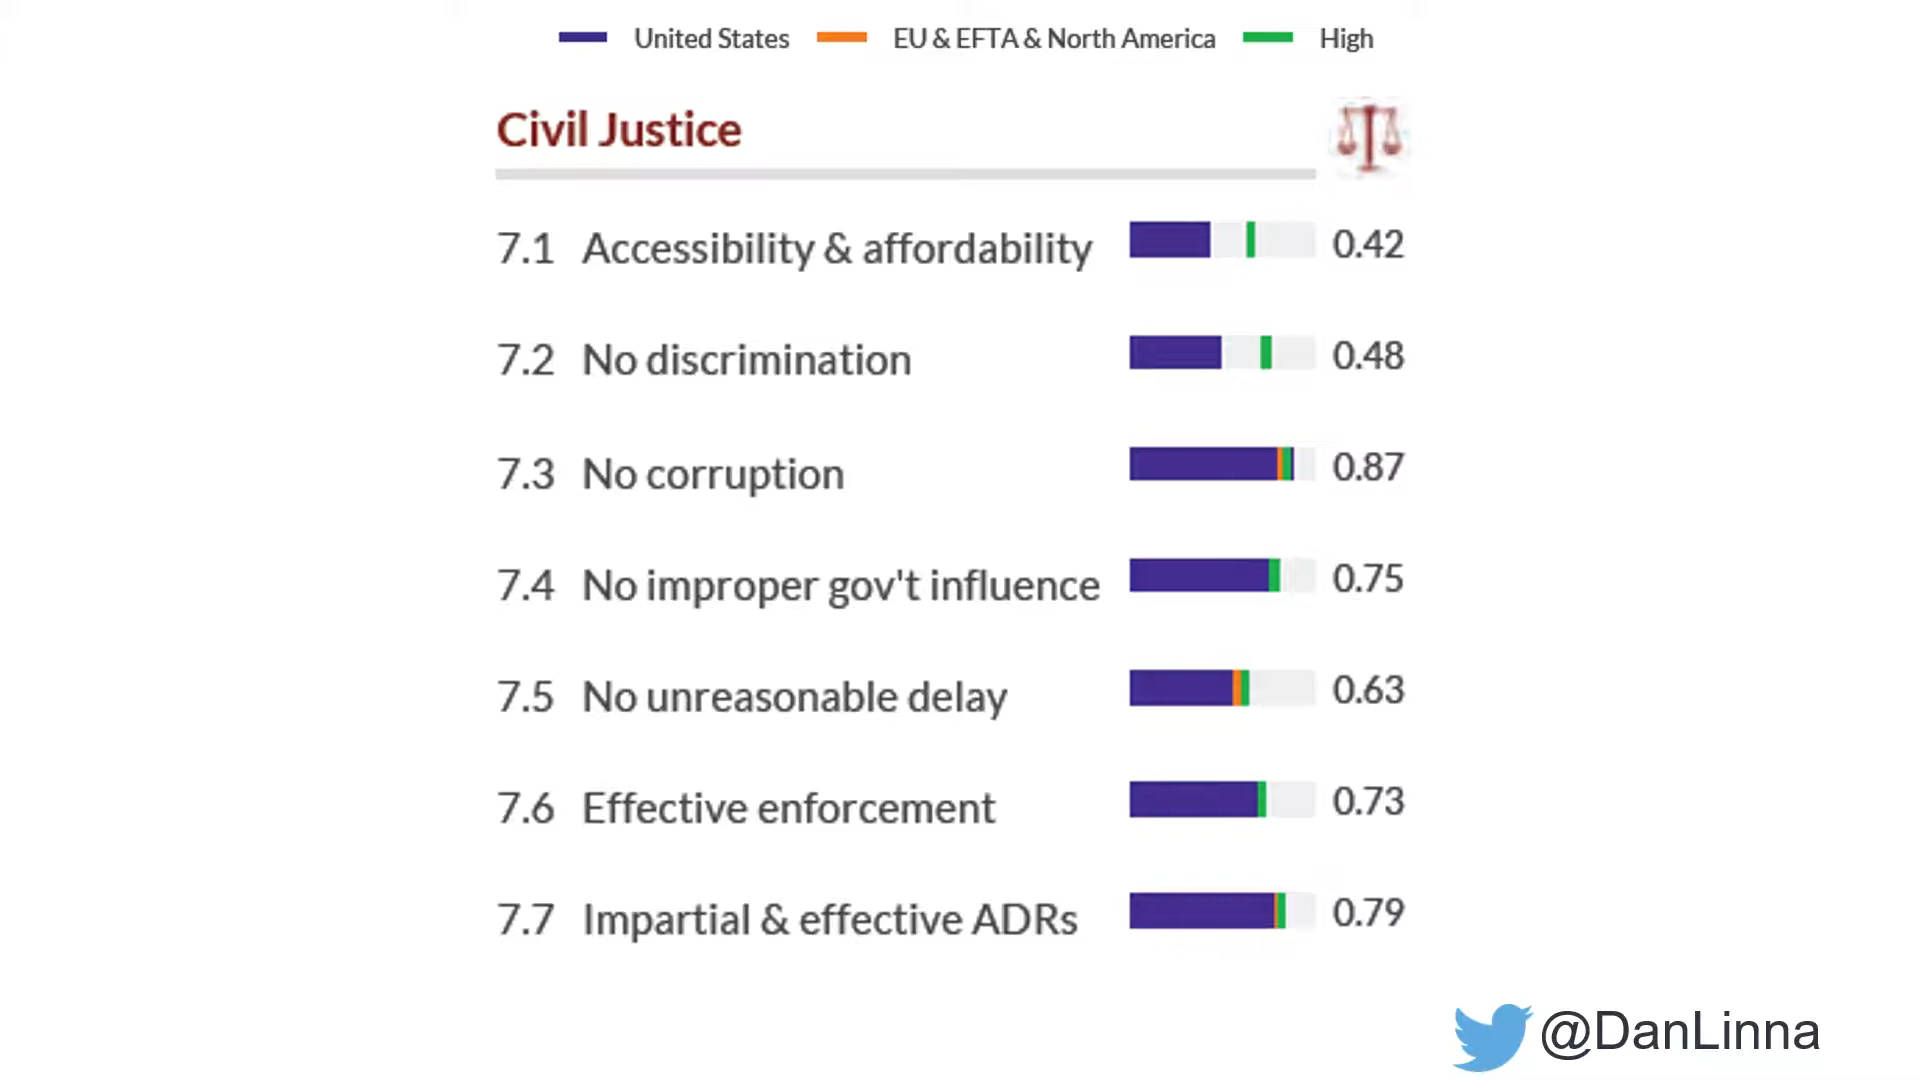 United States EU & EFTA & North America High
Civil Justice
7.1 Accessibility & affordability 0.42
7.2 No discrimination 0.48
7.3 No corruption 0.87
7.4 No improper gov't influence 0.75
7.5 No unreasonable delay 0.63
7.6 Effective enforcement 0.73
7.7 Impartial & effective ADRs 0.79
@DanLinna